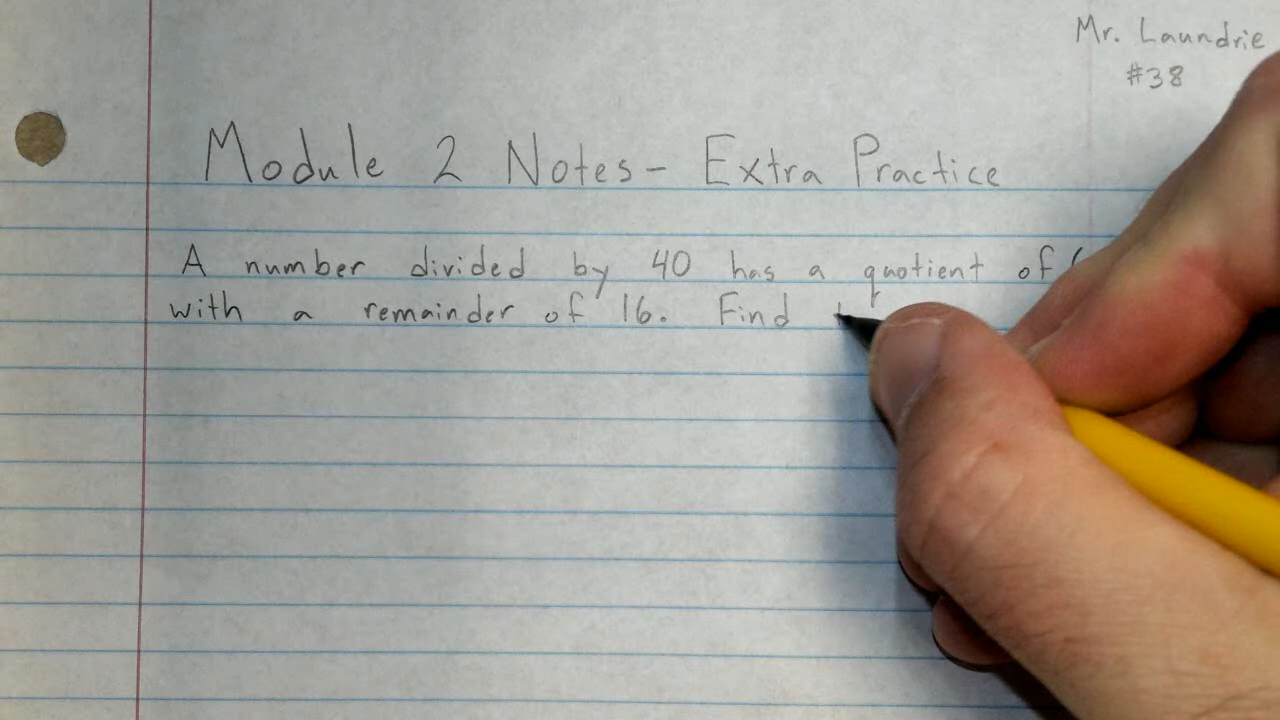 Mr. Laundrie
#38
Module 2 Notes- Extra Practice
A number divided by 40 has a quotient of
with a remainder of 16. Find